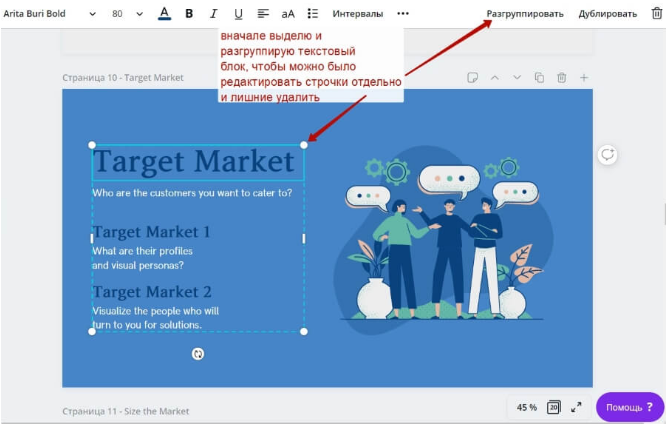 Arita Buri Bold 80 A B I U aA Интервалы ••• Разгруппировать Дублировать
вначале выделю и
разгруппирую текстовый
блок, чтобы можно было
редактировать строчки отдельно
и лишние удалить
Страница 10 - Target Market
Target Market
Who are the customers you want to cater to?
Target Market 1
What are their profiles
and visual personas?
Target Market 2
Visualize the people who will
turn to you for solutions.
Страница 11 - Size the Market
45 % 20 Помощь ?